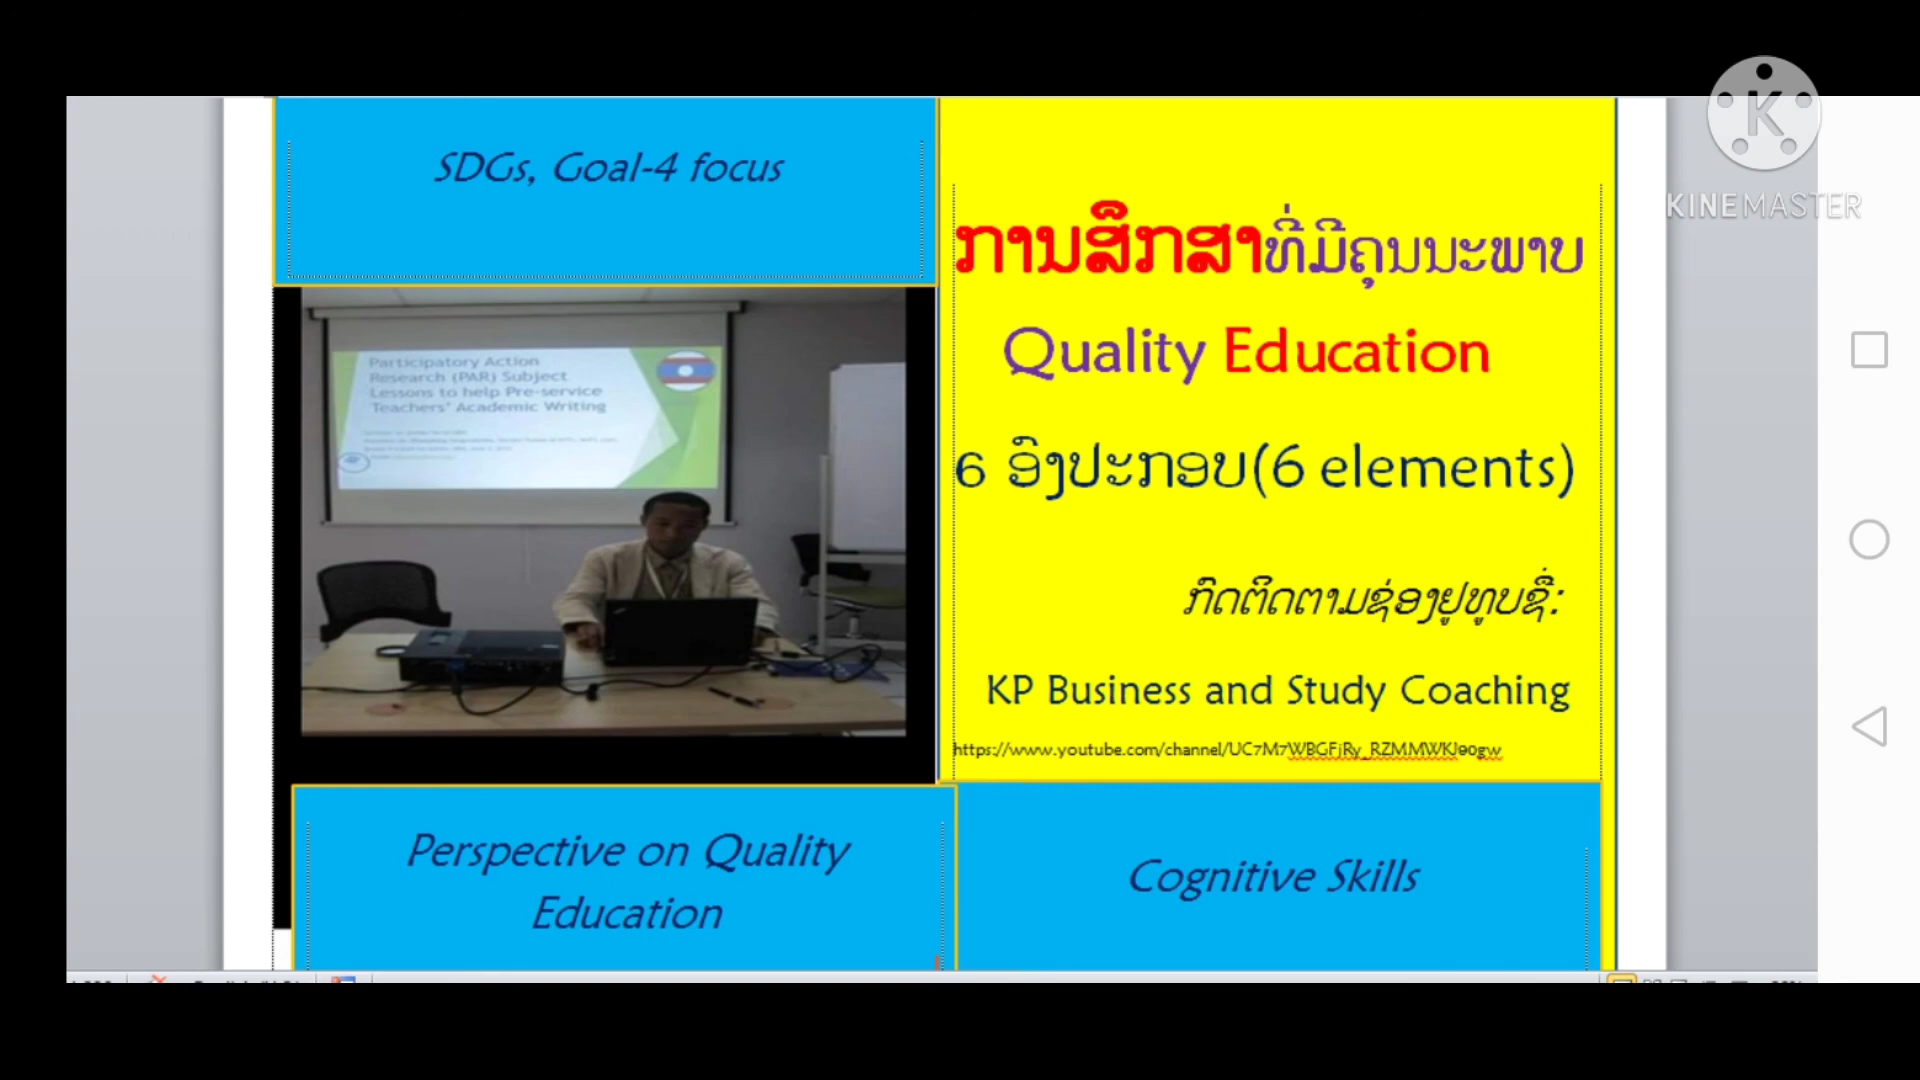 SDGs, Goal-4 focus
Participatory Action
Research (PAR) Subject
Lessons to help Pre-service
Teachers' Academic Writing
ການສຶກສາທີ່ມີຄຸນນະພາບ
Quality Education
6 ອົງປະກອບ(6 elements)
ກົດຕິດຕາມຊ່ອງຢູທູບຊື່:
KP Business and Study Coaching
https://www.youtube.com/channel/UC7M7WBGFjRy_RZMMWKJ90gw
Perspective on Quality
Education
Cognitive Skills
K
KINEMASTER